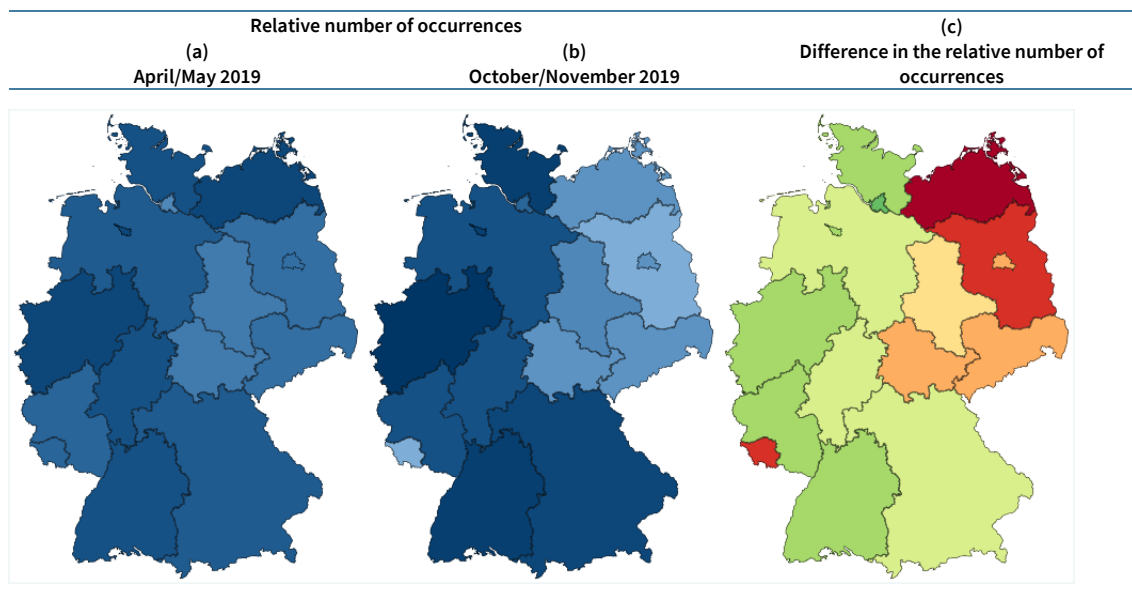 Relative number of occurrences
(a)
April/May 2019
(b)
October/November 2019
(c)
Difference in the relative number of
occurrences